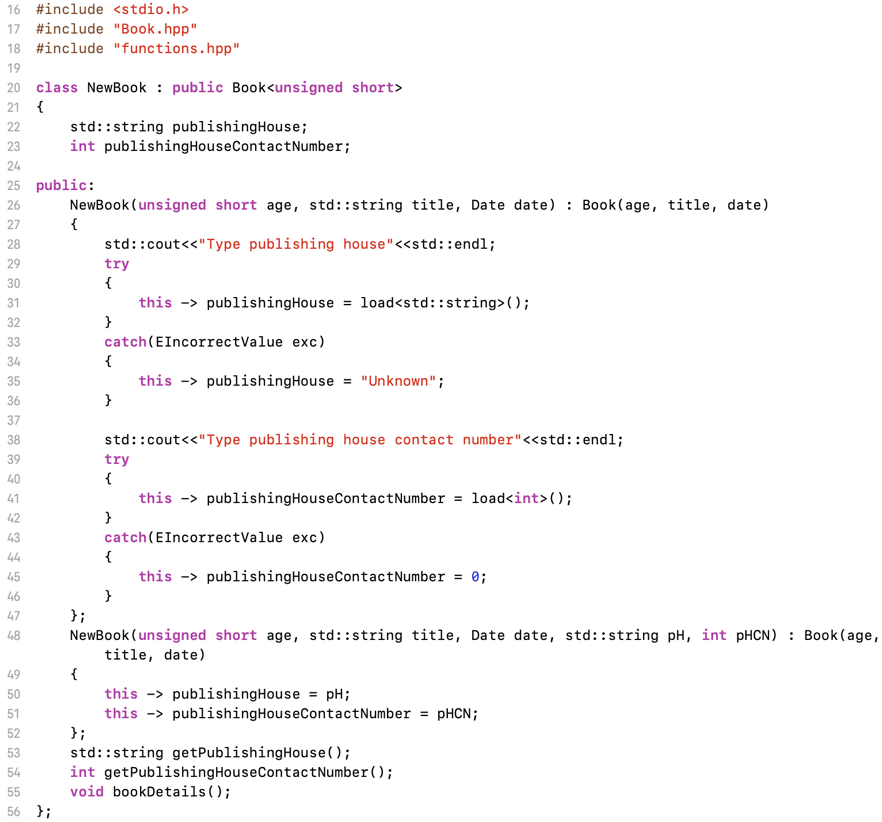 16 #include <stdio.h>
17 #include "Book.hpp"
18 #include "functions.hpp"
19
20 class NewBook : public Book<unsigned short>
21 {
22     std::string publishingHouse;
23     int publishingHouseContactNumber;
24
25 public:
26     NewBook(unsigned short age, std::string title, Date date) : Book(age, title, date)
27     {
28         std::cout<<"Type publishing house"<<std::endl;
29         try
30         {
31             this -> publishingHouse = load<std::string>();
32         }
33         catch(EIncorrectValue exc)
34         {
35             this -> publishingHouse = "Unknown";
36         }
37
38         std::cout<<"Type publishing house contact number"<<std::endl;
39         try
40         {
41             this -> publishingHouseContactNumber = load<int>();
42         }
43         catch(EIncorrectValue exc)
44         {
45             this -> publishingHouseContactNumber = 0;
46         }
47     };
48     NewBook(unsigned short age, std::string title, Date date, std::string pH, int pHCN) : Book(age,
            title, date)
49     {
50         this -> publishingHouse = pH;
51         this -> publishingHouseContactNumber = pHCN;
52     };
53     std::string getPublishingHouse();
54     int getPublishingHouseContactNumber();
55     void bookDetails();
56 };